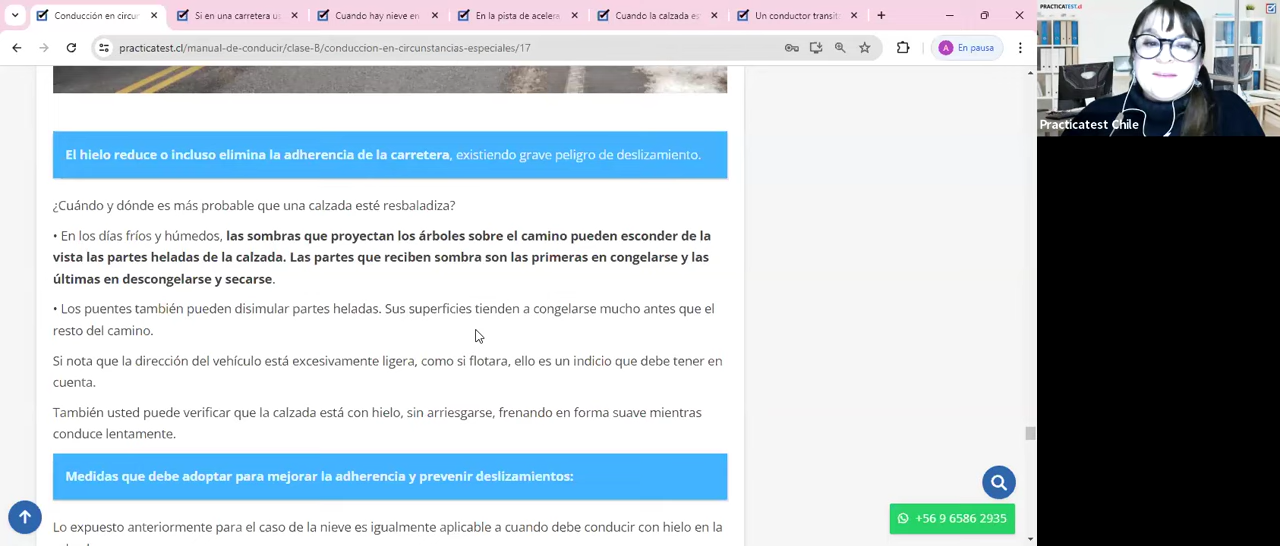 Conducción en circun
Si en una carretera us
Cuando hay nieve en
En la pista de acelera
Cuando la calzada es
Un conductor transita
practicatest.cl/manual-de-conducir/clase-B/conduccion-en-circunstancias-especiales/17
A En pausa
PRACTICATEST.CL
Practicatest Chile
El hielo reduce o incluso elimina la adherencia de la carretera, existiendo grave peligro de deslizamiento.
¿Cuándo y dónde es más probable que una calzada esté resbaladiza?
• En los días fríos y húmedos, las sombras que proyectan los árboles sobre el camino pueden esconder de la
vista las partes heladas de la calzada. Las partes que reciben sombra son las primeras en congelarse y las
últimas en descongelarse y secarse.
• Los puentes también pueden disimular partes heladas. Sus superficies tienden a congelarse mucho antes que el
resto del camino.
Si nota que la dirección del vehículo está excesivamente ligera, como si flotara, ello es un indicio que debe tener en
cuenta.
También usted puede verificar que la calzada está con hielo, sin arriesgarse, frenando en forma suave mientras
conduce lentamente.
Medidas que debe adoptar para mejorar la adherencia y prevenir deslizamientos:
Lo expuesto anteriormente para el caso de la nieve es igualmente aplicable a cuando debe conducir con hielo en la
+56 9 6586 2935